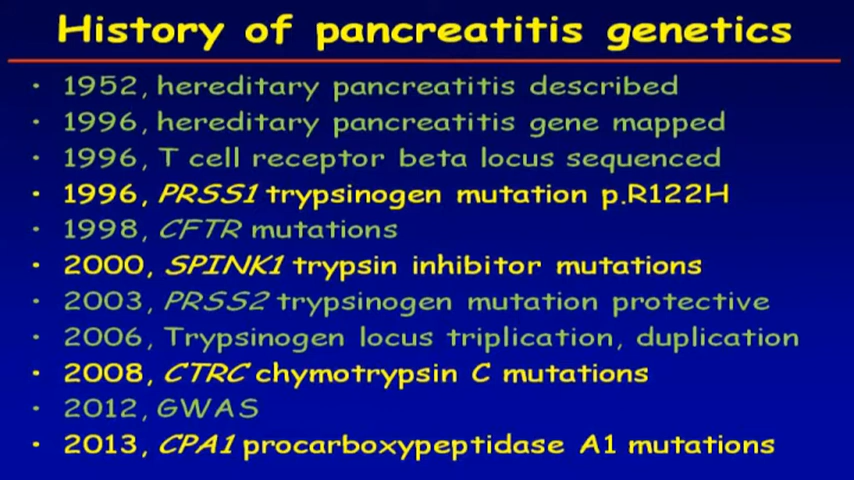 History of pancreatitis genetics
• 1952, hereditary pancreatitis described
• 1996, hereditary pancreatitis gene mapped
• 1996, T cell receptor beta locus sequenced
• 1996, PRSS1 trypsinogen mutation p.R122H
• 1998, CFTR mutations
• 2000, SPINK1 trypsin inhibitor mutations
• 2003, PRSS2 trypsinogen mutation protective
• 2006, Trypsinogen locus triplication, duplication
• 2008, CTRC chymotrypsin C mutations
• 2012, GWAS
• 2013, CPA1 procarboxypeptidase A1 mutations